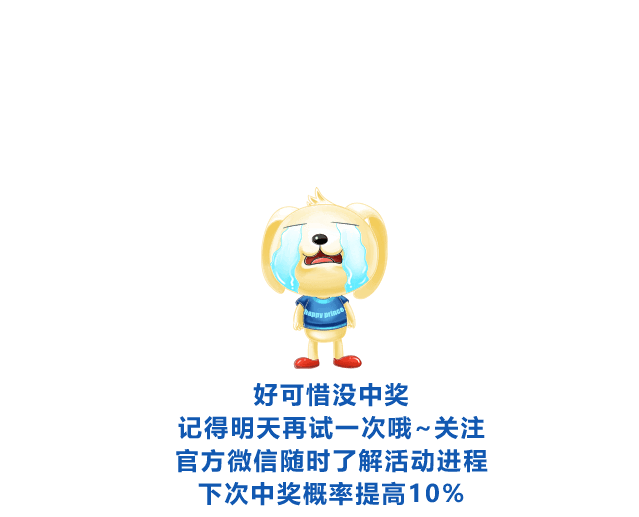 happy prince
好可惜没中奖
记得明天再试一次哦~关注
官方微信随时了解活动进程
下次中奖概率提高10%